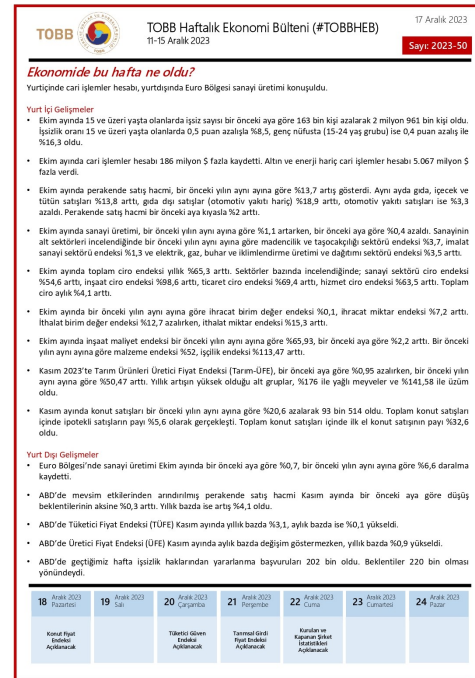 TOBB
TOBB Haftalık Ekonomi Bülteni (#TOBBHEB)
11-15 Aralık 2023
17 Aralık 2023
Sayı: 2023-50
Ekonomide bu hafta ne oldu?
Yurtiçinde cari işlemler hesabı, yurtdışında Euro Bölgesi sanayi üretimi konuşuldu.
Yurt İçi Gelişmeler
• Ekim ayında 15 ve üzeri yaşta olanlarda işsiz sayısı bir önceki aya göre 163 bin kişi azalarak 2 milyon 961 bin kişi oldu.
İşsizlik oranı 15 ve üzeri yaşta olanlarda 0,5 puan azalışla %8,5, genç nüfusta (15-24 yaş grubu) ise 0,4 puan azalış ile
%16,3 oldu.
• Ekim ayında cari işlemler hesabı 186 milyon $ fazla kaydetti. Altın ve enerji hariç cari işlemler hesabı 5.067 milyon $
fazla verdi.
• Ekim ayında perakende satış hacmi, bir önceki yılın aynı ayına göre %13,7 artış gösterdi. Aynı ayda gıda, içecek ve
tütün satışları %13,8 arttı, gıda dışı satışlar (otomotiv yakıtı hariç) %18,9 arttı, otomotiv yakıtı satışları ise %3,3
azaldı. Perakende satış hacmi bir önceki aya kıyasla %2 arttı.
• Ekim ayında sanayi üretimi, bir önceki yılın aynı ayına göre %1,1 artarken, bir önceki aya göre %0,4 azaldı. Sanayinin
alt sektörleri incelendiğinde bir önceki yılın aynı ayına göre madencilik ve taşocakçılığı sektörü endeksi %3,7, imalat
sanayi sektörü endeksi %1,3 ve elektrik, gaz, buhar ve iklimlendirme üretimi ve dağıtımı sektörü endeksi %3,5 arttı.
• Ekim ayında toplam ciro endeksi yıllık %65,3 arttı. Sektörler bazında incelendiğinde; sanayi sektörü ciro endeksi
%54,6 arttı, inşaat ciro endeksi %98,6 arttı, ticaret ciro endeksi %69,4 arttı, hizmet ciro endeksi %63,5 arttı. Toplam
ciro aylık %4,1 arttı.
• Ekim ayında bir önceki yılın aynı ayına göre ihracat birim değer endeksi %0,1, ihracat miktar endeksi %7,2 arttı.
İthalat birim değer endeksi %12,7 azalırken, ithalat miktar endeksi %15,3 arttı.
• Ekim ayında inşaat maliyet endeksi bir önceki yılın aynı ayına göre %65,93, bir önceki aya göre %2,2 arttı. Bir önceki
yılın aynı ayına göre malzeme endeksi %52, işçilik endeksi %113,47 arttı.
• Kasım 2023'te Tarım Ürünleri Üretici Fiyat Endeksi (Tarım-ÜFE), bir önceki aya göre %0,95 azalırken, bir önceki yılın
aynı ayına göre %50,47 arttı. Yıllık artışın yüksek olduğu alt gruplar, %176 ile yağlı meyveler ve %141,58 ile üzüm
oldu.
• Kasım ayında konut satışları bir önceki yılın aynı ayına göre %20,6 azalarak 93 bin 514 oldu. Toplam konut satışları
içinde ipotekli satışların payı %5,6 olarak gerçekleşti. Toplam konut satışları içinde ilk el konut satışının payı %32,6
oldu.
Yurt Dışı Gelişmeler
• Euro Bölgesi'nde sanayi üretimi Ekim ayında bir önceki aya göre %0,7, bir önceki yılın aynı ayına göre %6,6 daralma
kaydetti.
• ABD'de mevsim etkilerinden arındırılmış perakende satış hacmi Kasım ayında bir önceki aya göre düşüş
beklentilerinin aksine %0,3 arttı. Yıllık bazda ise artış %4,1 oldu.
• ABD'de Tüketici Fiyat Endeksi (TÜFE) Kasım ayında yıllık bazda %3,1, aylık bazda ise %0,1 yükseldi.
• ABD'de Üretici Fiyat Endeksi (ÜFE) Kasım ayında aylık bazda değişim göstermezken, yıllık bazda %0,9 yükseldi.
• ABD'de geçtiğimiz hafta işsizlik haklarından yararlanma başvuruları 202 bin oldu. Beklentiler 220 bin olması
yönündeydi.
18 Aralık 2023 Pazartesi
19 Aralık 2023 Salı
20 Aralık 2023 Çarşamba
21 Aralık 2023 Perşembe
22 Aralık 2023 Cuma
23 Aralık 2023 Cumartesi
24 Aralık 2023 Pazar
Konut Fiyat
Endeksi
Açıklanacak
Tüketici Güven
Endeksi
Açıklanacak
Tarımsal Girdi
Fiyat Endeksi
Açıklanacak
Kurulan ve
Kapanan Şirket
İstatistikleri
Açıklanacak